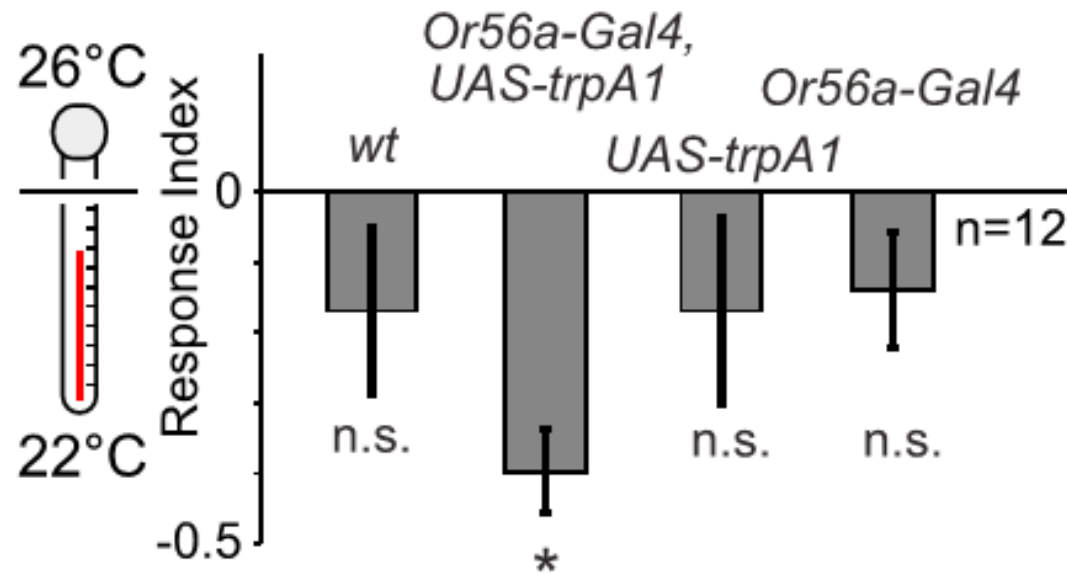 26°C
22°C
Response Index
0
-0.5
wt
Or56a-Gal4,
UAS-trpA1
UAS-trpA1
Or56a-Gal4
n=12
n.s.
*
n.s.
n.s.